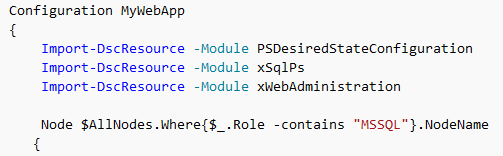 Configuration MyWebApp
{
Import-DscResource -Module PSDesiredStateConfiguration
Import-DscResource -Module xSqlPs
Import-DscResource -Module xWebAdministration
Node $AllNodes.Where{$_.Role -contains "MSSQL"}.NodeName
{